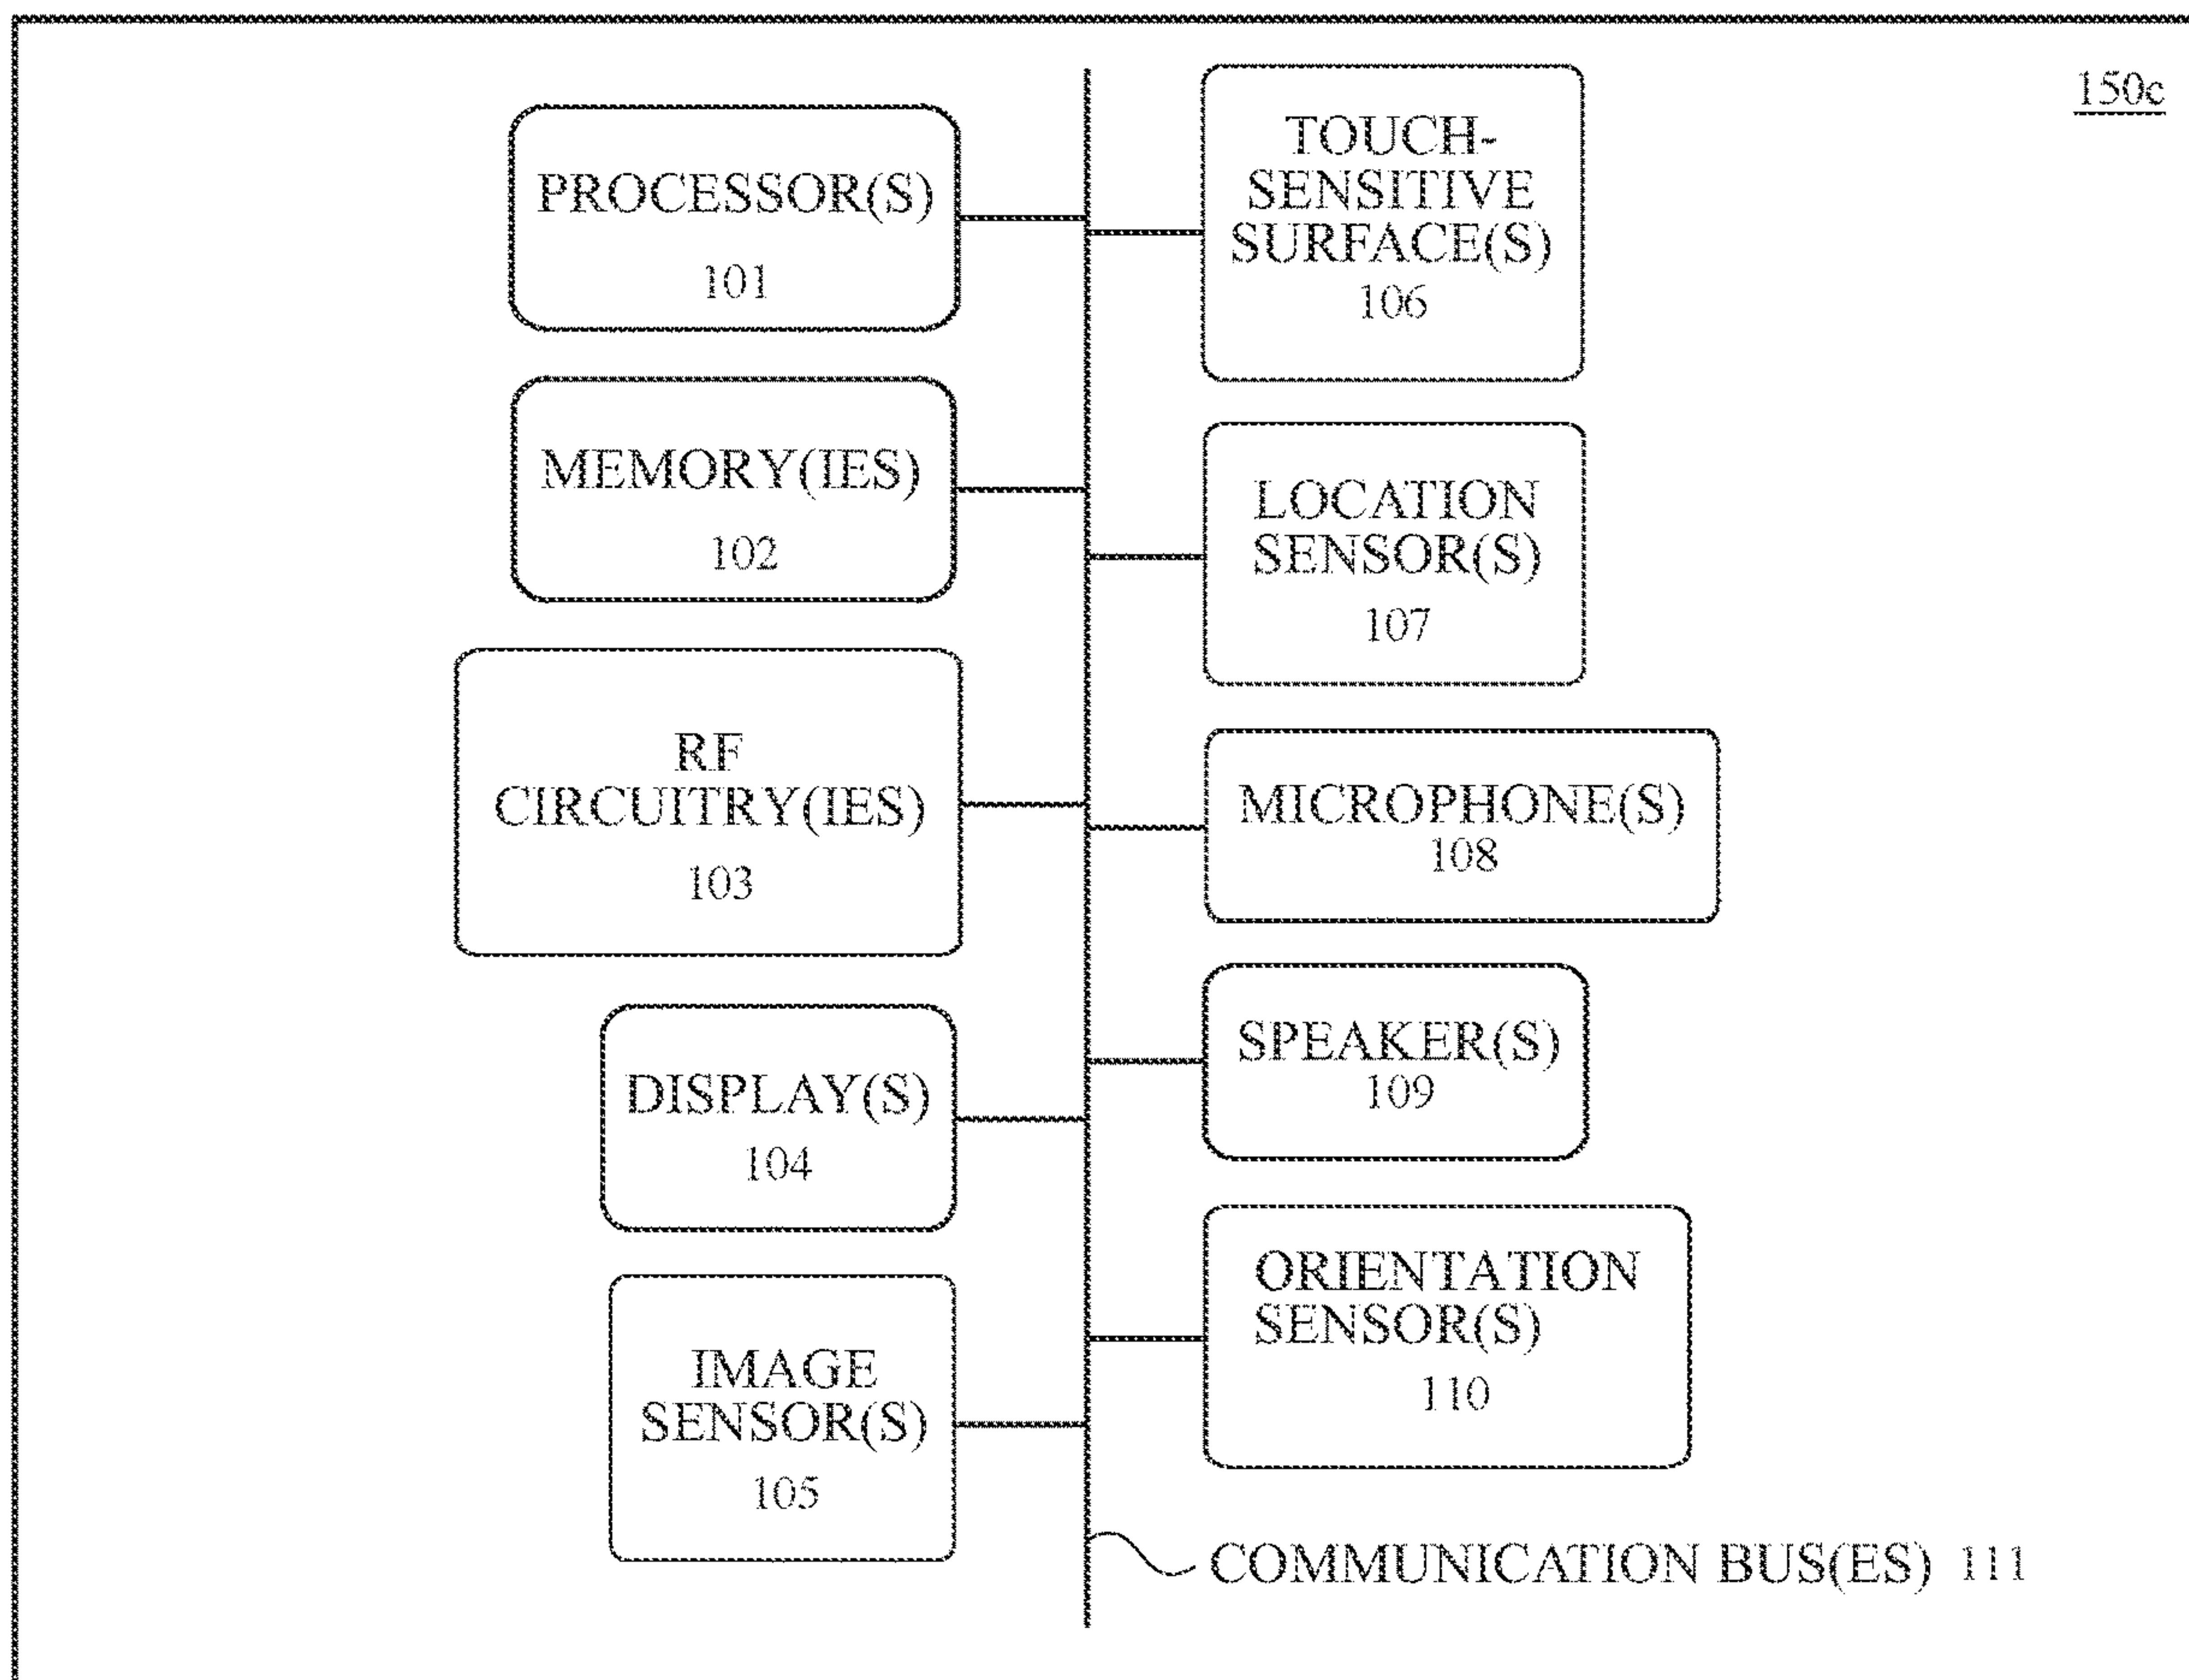 150c
PROCESSOR(S)
101
MEMORY(IES)
102
RF
CIRCUITRY(IES)
103
DISPLAY(S)
104
IMAGE
SENSOR(S)
105
TOUCH-
SENSITIVE
SURFACE(S)
106
LOCATION
SENSOR(S)
107
MICROPHONE(S)
108
SPEAKER(S)
109
ORIENTATION
SENSOR(S)
110
COMMUNICATION BUS(ES) 111